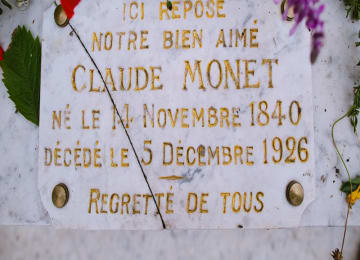 ICI REPOSE
NOTRE BIEN AIMÉ
CLAUDE MONET
NÉ LE 14 NOVEMBRE 1840
DÉCÉDÉ LE 5 DÉCEMBRE 1926
REGRETTÉ DE TOUS